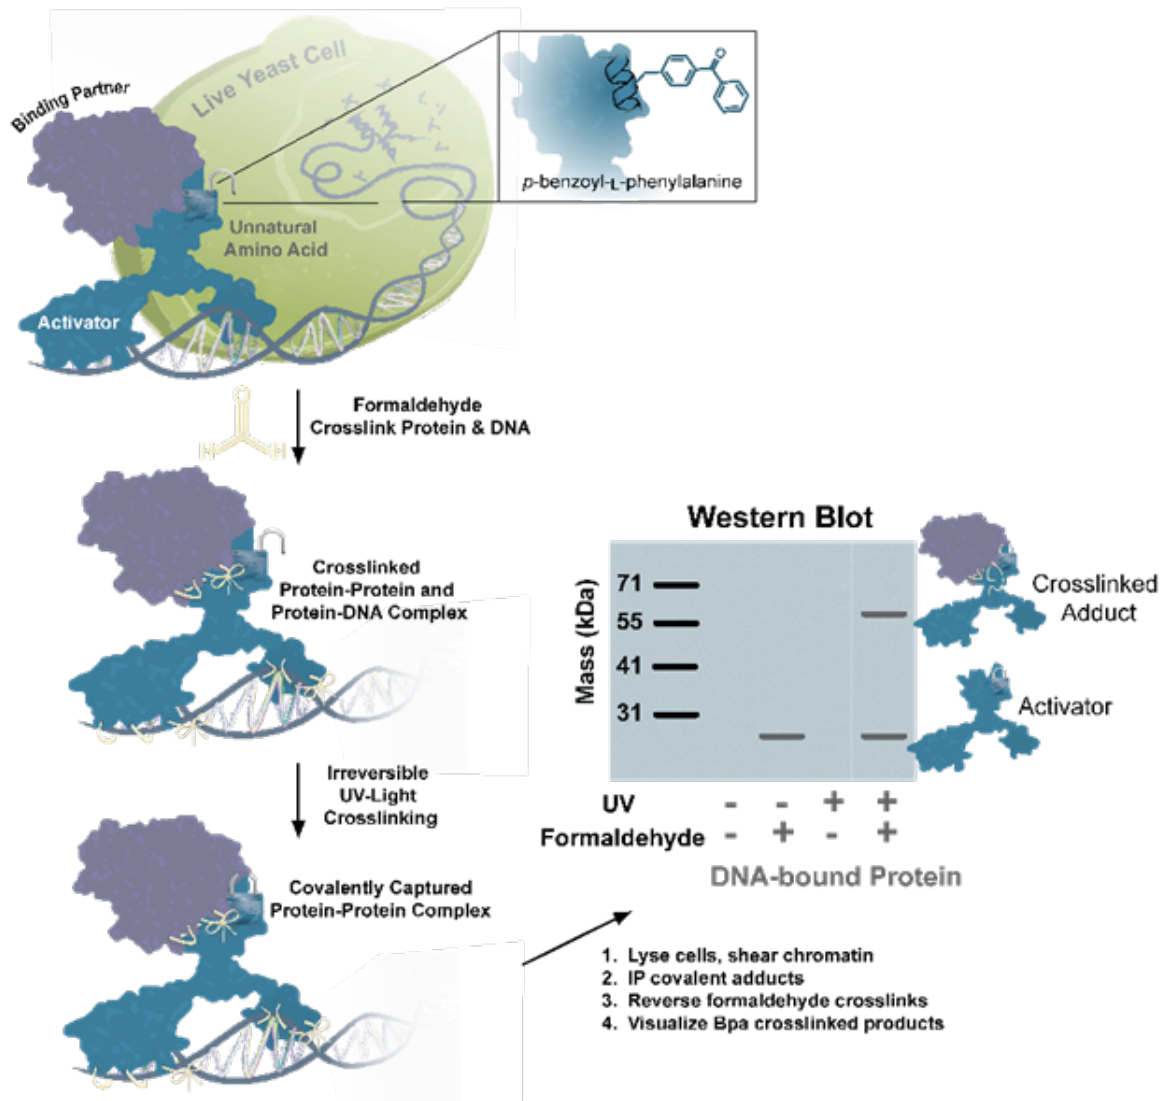 Live Yeast Cell
Binding Partner
O
p-benzoyl-L-phenylalanine
Unnatural
Amino Acid
Activator
Formaldehyde
Crosslink Protein & DNA
O
H H
Crosslinked
Protein-Protein and
Protein-DNA Complex
Irreversible
UV-Light
Crosslinking
Covalently Captured
Protein-Protein Complex
Western Blot
Mass (kDa)
71
55
41
31
Crosslinked
Adduct
Activator
UV - - + +
Formaldehyde - + - +
DNA-bound Protein
1. Lyse cells, shear chromatin
2. IP covalent adducts
3. Reverse formaldehyde crosslinks
4. Visualize Bpa crosslinked products